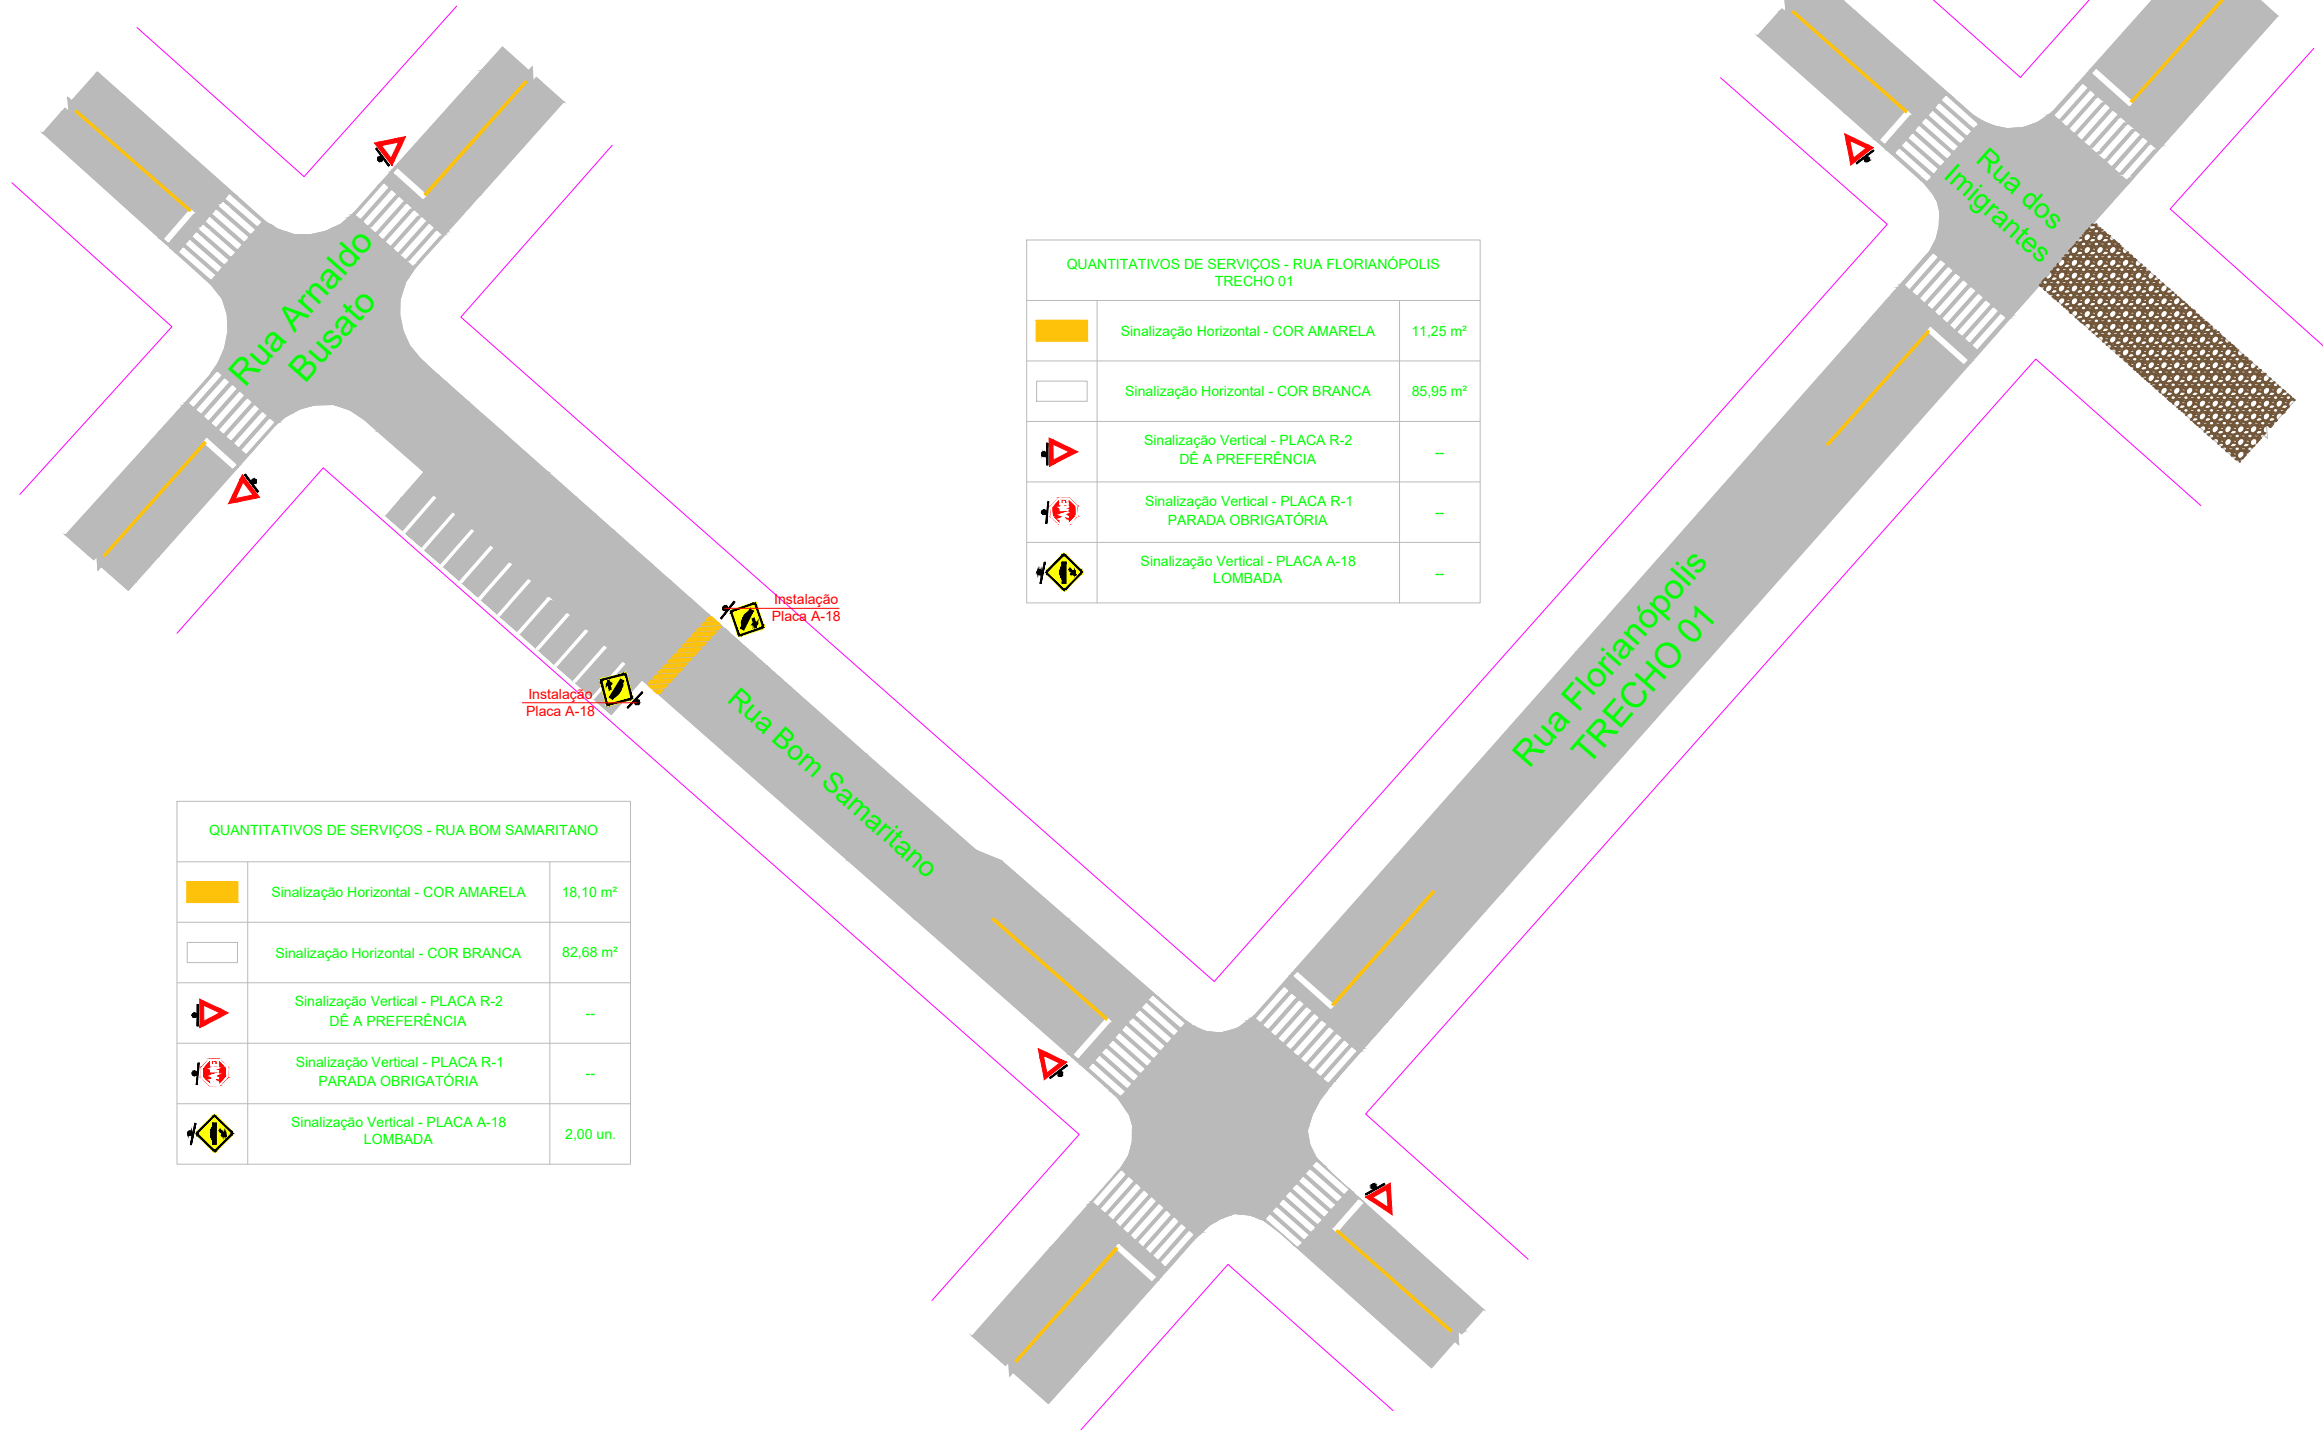 Rua dos
Imigrantes
Rua Arnaldo
Busato
QUANTITATIVOS DE SERVIÇOS - RUA FLORIANÓPOLIS
TRECHO 01
Sinalização Horizontal - COR AMARELA 11,25 m²
Sinalização Horizontal - COR BRANCA 85,95 m²
Sinalização Vertical - PLACA R-2
DÊ A PREFERÊNCIA --
Sinalização Vertical - PLACA R-1
PARADA OBRIGATÓRIA --
Sinalização Vertical - PLACA A-18
LOMBADA --
Instalação
Placa A-18
Instalação
Placa A-18
Rua Bom Samaritano
Rua Florianópolis
TRECHO 01
QUANTITATIVOS DE SERVIÇOS - RUA BOM SAMARITANO
Sinalização Horizontal - COR AMARELA 18,10 m²
Sinalização Horizontal - COR BRANCA 82,68 m²
Sinalização Vertical - PLACA R-2
DÊ A PREFERÊNCIA --
Sinalização Vertical - PLACA R-1
PARADA OBRIGATÓRIA --
Sinalização Vertical - PLACA A-18
LOMBADA 2,00 un.